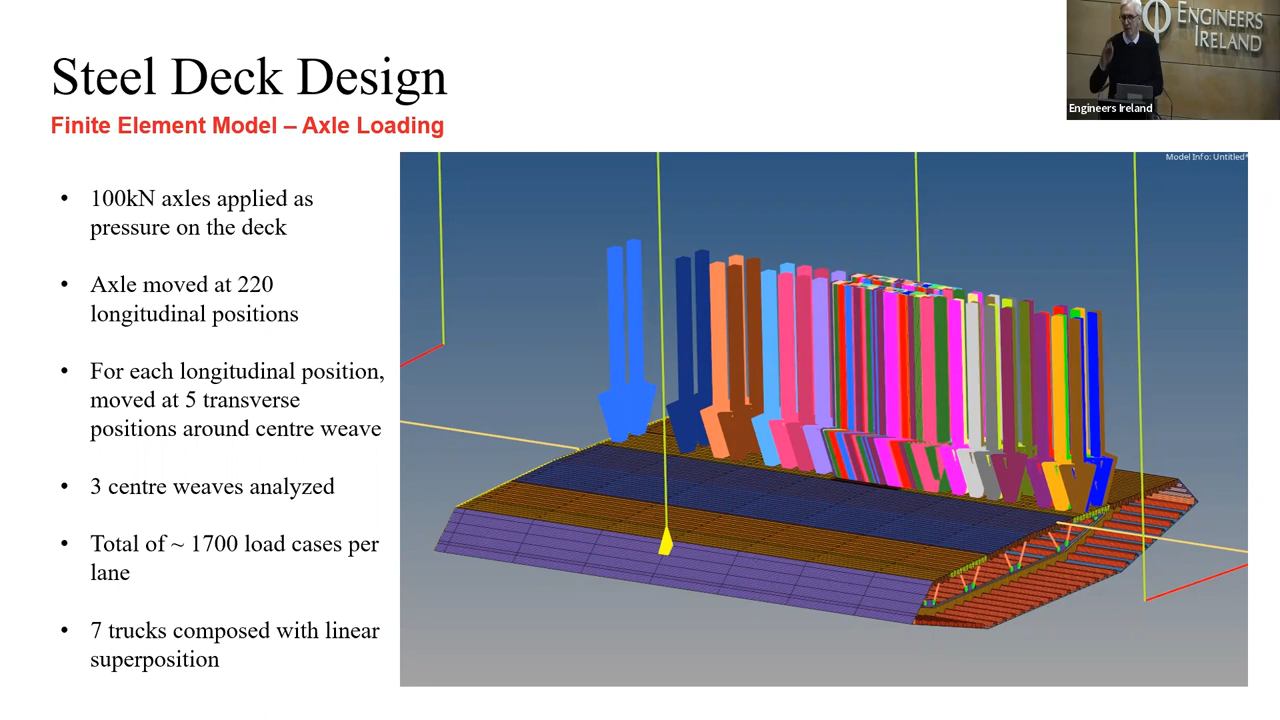 Steel Deck Design
Finite Element Model – Axle Loading
• 100kN axles applied as
pressure on the deck
• Axle moved at 220
longitudinal positions
• For each longitudinal position,
moved at 5 transverse
positions around centre weave
• 3 centre weaves analyzed
• Total of ~ 1700 load cases per
lane
• 7 trucks composed with linear
superposition
Model Info: Untitled*
ENGINEERS
IRELAND
Engineers Ireland